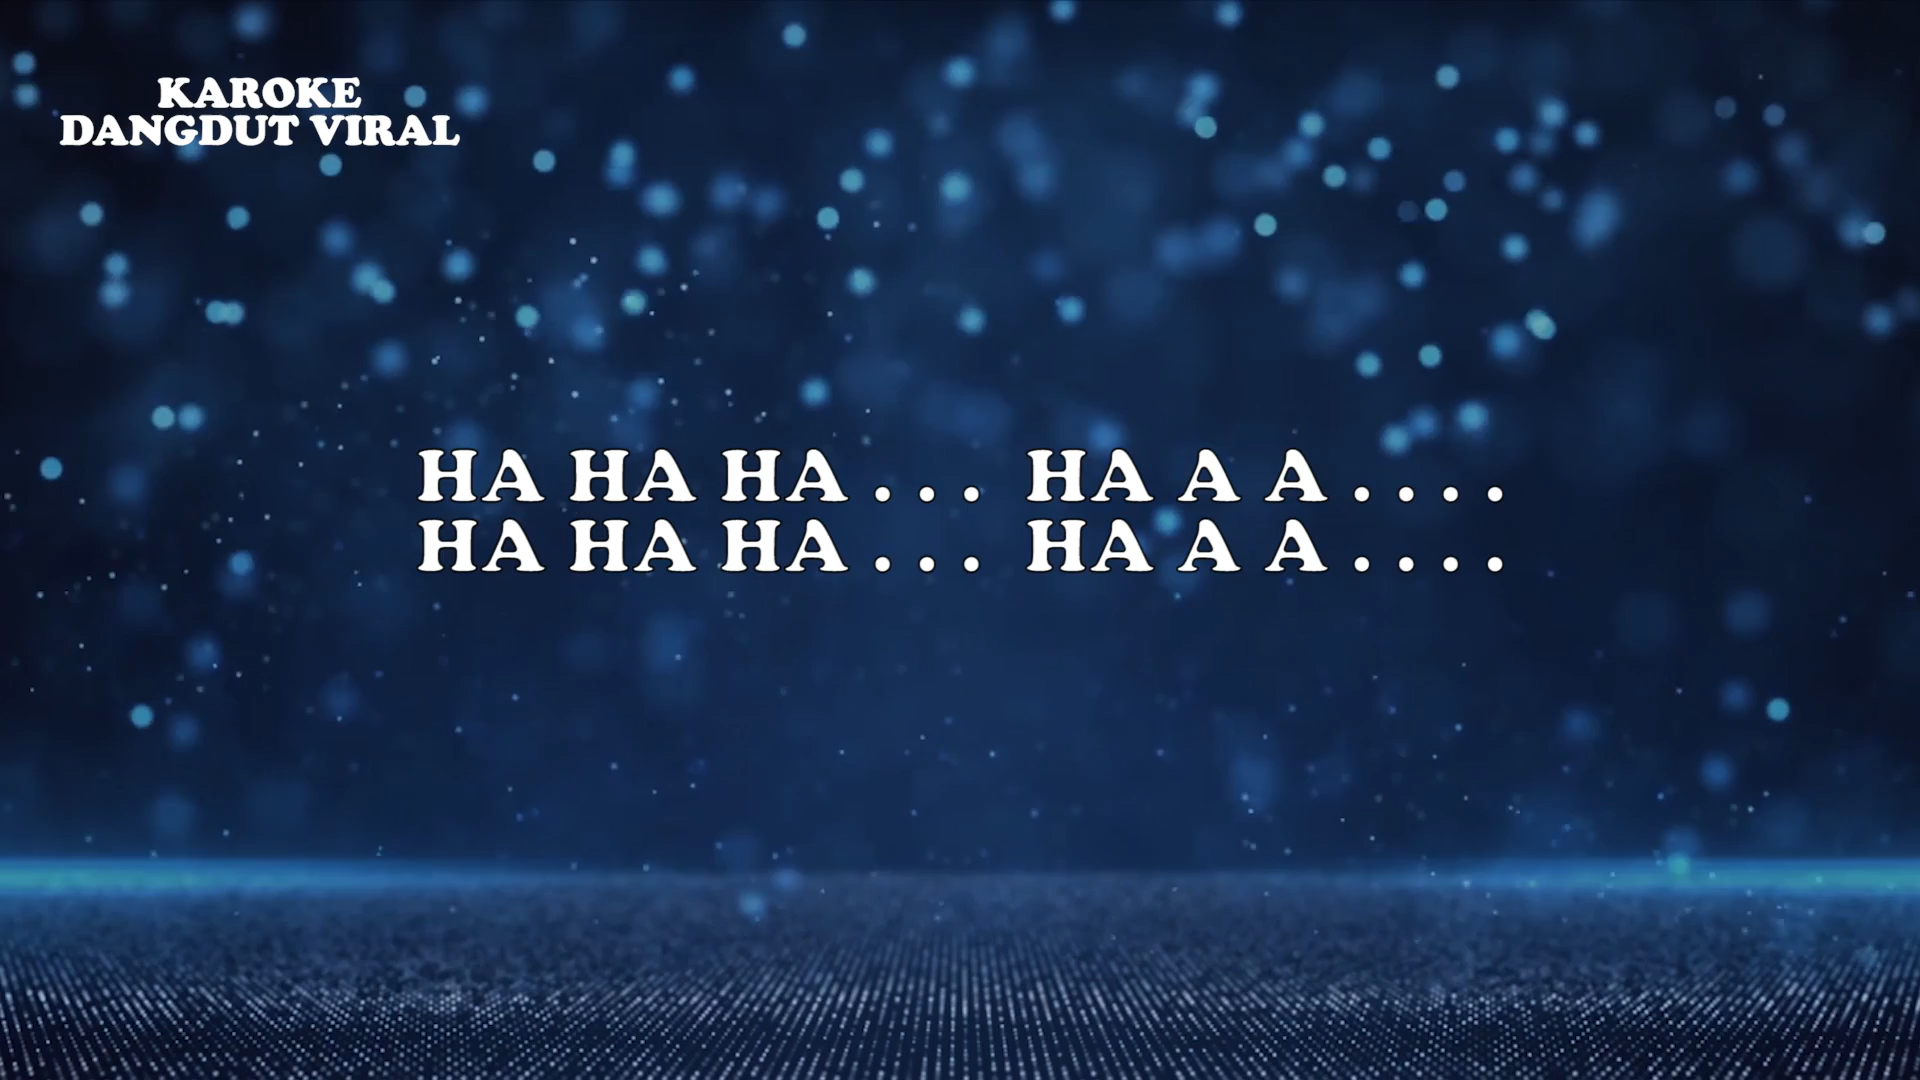 KAROKE
DANGDUT VIRAL
HA HA HA . . . HA A A . . . .
HA HA HA . . . HA A A . . . .